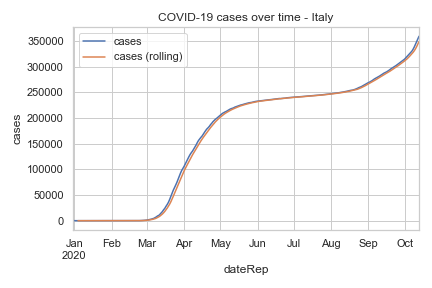 COVID-19 cases over time - Italy
cases
cases (rolling)
350000
300000
250000
200000
150000
100000
50000
0
cases
Jan Feb Mar Apr May Jun Jul Aug Sep Oct
2020
dateRep